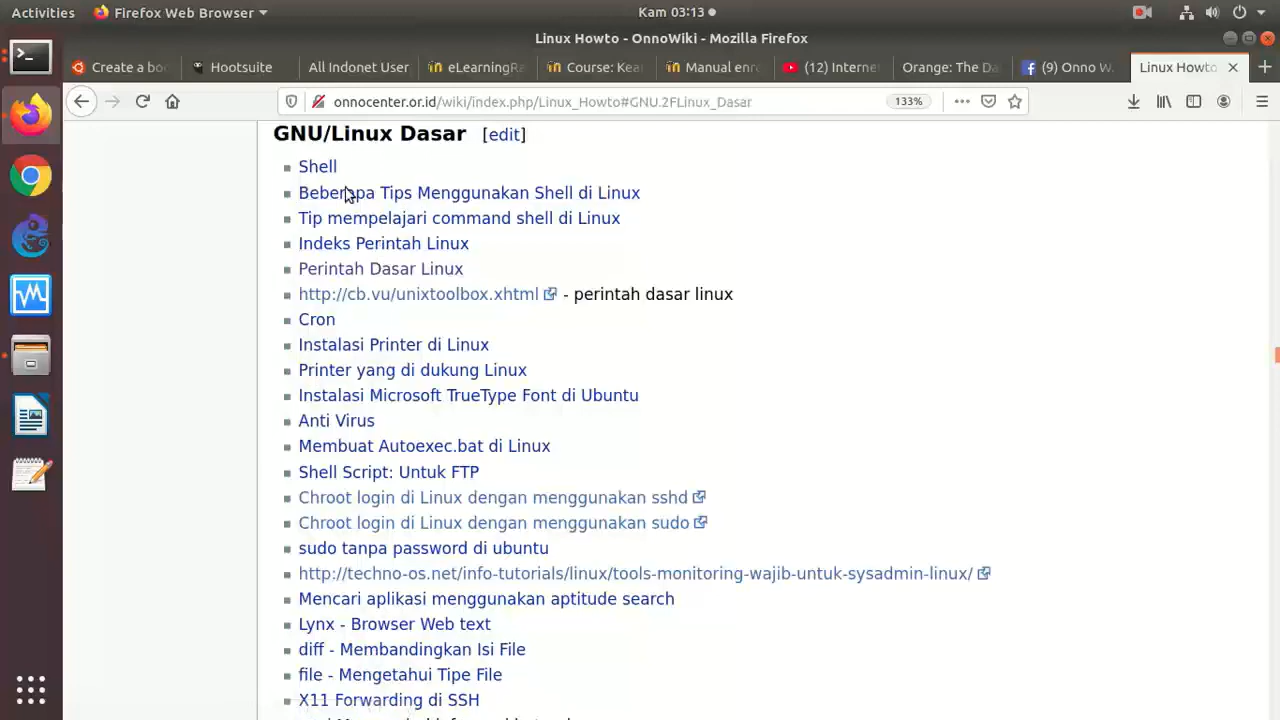 Activities Firefox Web Browser Kam 03:13
Linux Howto - OnnoWiki - Mozilla Firefox
Create a bo Hootsuite All Indonet User eLearningRa Course: Kea Manual enr (12) Interne Orange: The Da (9) Onno W. Linux Howto
onnocenter.or.id/wiki/index.php/Linux_Howto#GNU.2FLinux_Dasar 133%
GNU/Linux Dasar [edit]
Shell
Beberapa Tips Menggunakan Shell di Linux
Tip mempelajari command shell di Linux
Indeks Perintah Linux
Perintah Dasar Linux
http://cb.vu/unixtoolbox.xhtml - perintah dasar linux
Cron
Instalasi Printer di Linux
Printer yang di dukung Linux
Instalasi Microsoft TrueType Font di Ubuntu
Anti Virus
Membuat Autoexec.bat di Linux
Shell Script: Untuk FTP
Chroot login di Linux dengan menggunakan sshd
Chroot login di Linux dengan menggunakan sudo
sudo tanpa password di ubuntu
http://techno-os.net/info-tutorials/linux/tools-monitoring-wajib-untuk-sysadmin-linux/
Mencari aplikasi menggunakan aptitude search
Lynx - Browser Web text
diff - Membandingkan Isi File
file - Mengetahui Tipe File
X11 Forwarding di SSH